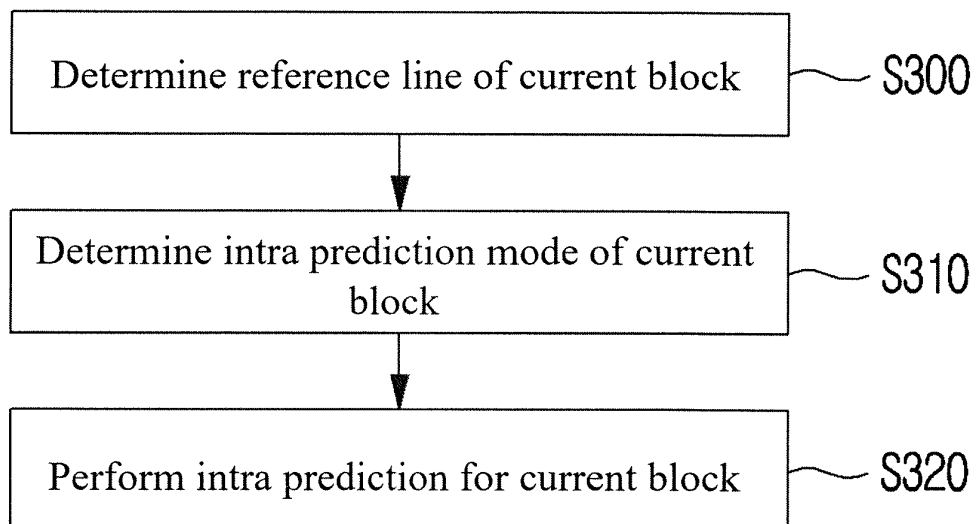 Determine reference line of current block
S300
Determine intra prediction mode of current
block
S310
Perform intra prediction for current block
S320